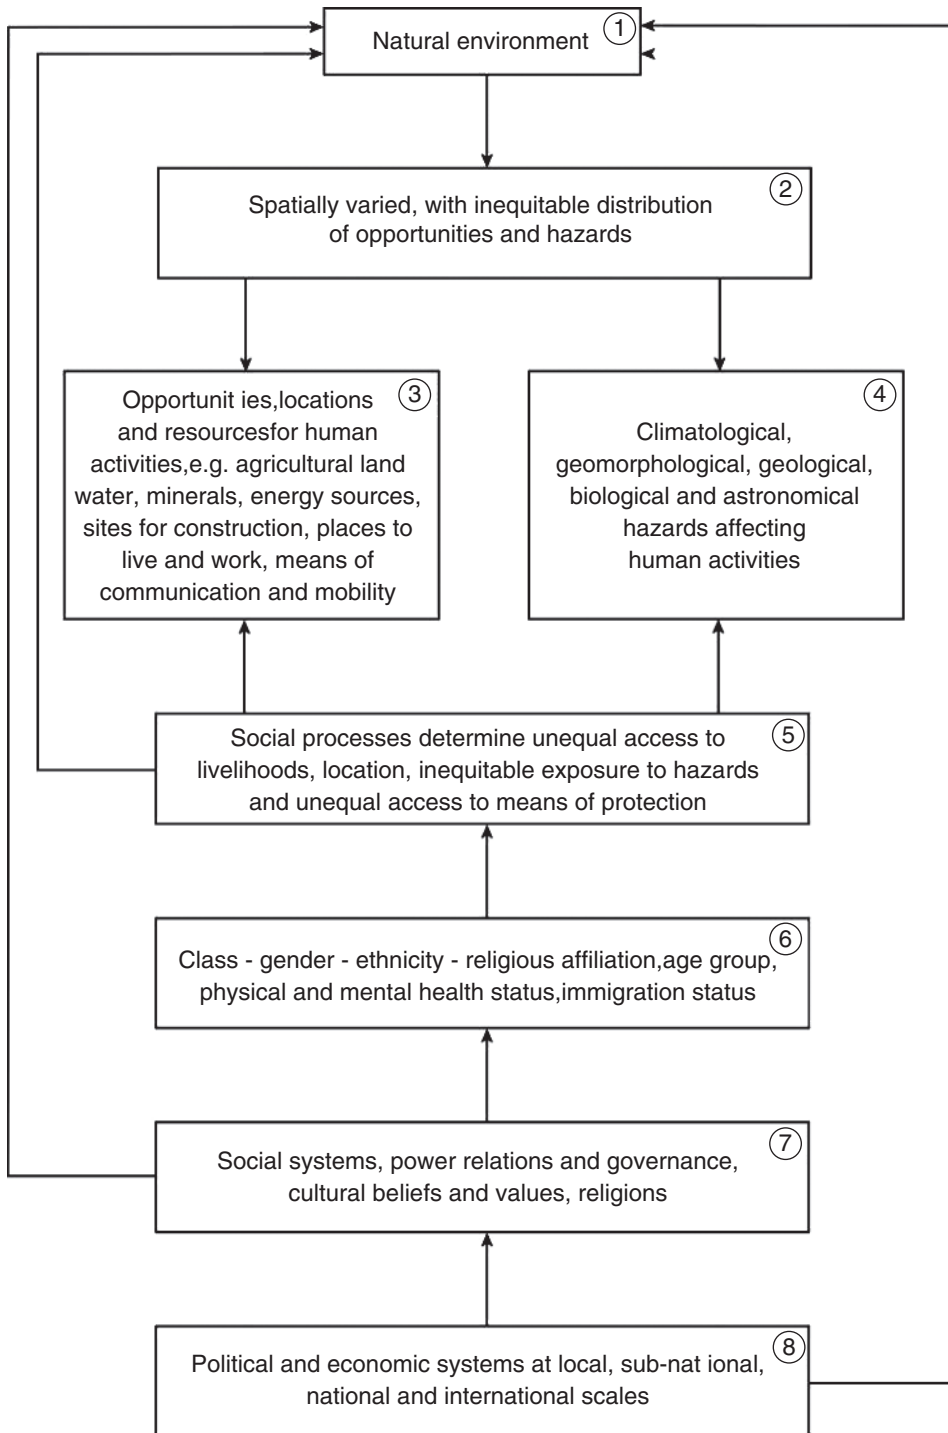 Natural environment
1
2
Spatially varied, with inequitable distribution
of opportunities and hazards
3
Opportunit ies,locations
and resourcesfor human
activities,e.g. agricultural land
water, minerals, energy sources,
sites for construction, places to
live and work, means of
communication and mobility
4
Climatological,
geomorphological, geological,
biological and astronomical
hazards affecting
human activities
5
Social processes determine unequal access to
livelihoods, location, inequitable exposure to hazards
and unequal access to means of protection
6
Class - gender - ethnicity - religious affiliation,age group,
physical and mental health status,immigration status
7
Social systems, power relations and governance,
cultural beliefs and values, religions
8
Political and economic systems at local, sub-nat ional,
national and international scales